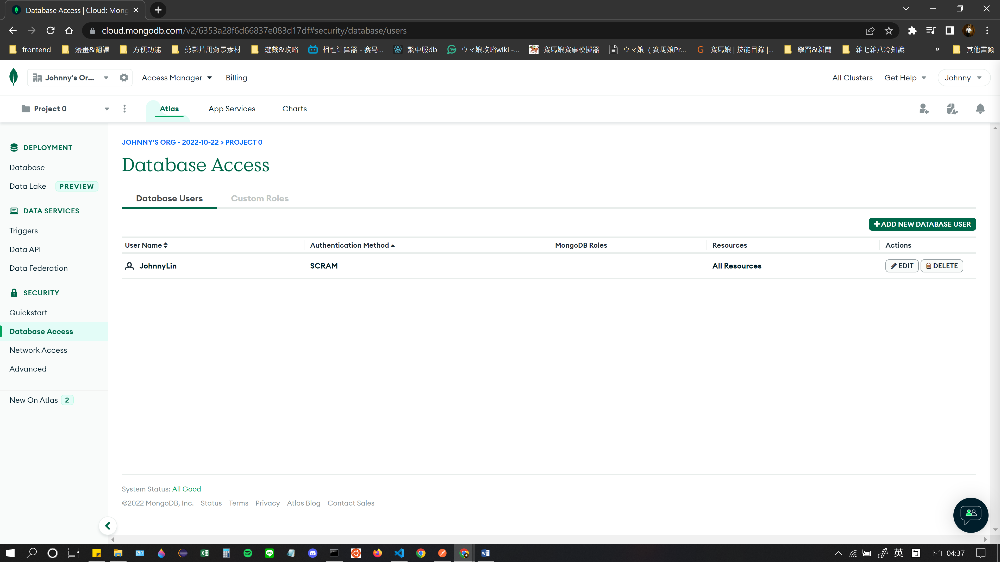 Database Access | Cloud: Mong
cloud.mongodb.com/v2/6353a28f6d66837e083d17df#security/database/users
frontend 漫畫&翻譯 方便功能 剪影片用背景素材 遊戲&攻略 相性计算器 - 赛马... 繁中服db ウマ娘攻略wiki -... 賽馬娘賽事模擬器 ウマ娘（賽馬娘Pr... 賽馬娘 | 技能目錄 |... 學習&新聞 雜七雜八冷知識 » 其他書籤
Johnny's Or... Access Manager Billing All Clusters Get Help Johnny
Project 0 Atlas App Services Charts
DEPLOYMENT
Database
Data Lake PREVIEW
DATA SERVICES
Triggers
Data API
Data Federation
SECURITY
Quickstart
Database Access
Network Access
Advanced
New On Atlas 2
JOHNNY'S ORG - 2022-10-22 > PROJECT 0
Database Access
Database Users Custom Roles
+ ADD NEW DATABASE USER
User Name Authentication Method MongoDB Roles Resources Actions
JohnnyLin SCRAM All Resources EDIT DELETE
System Status: All Good
©2022 MongoDB, Inc. Status Terms Privacy Atlas Blog Contact Sales
英 下午 04:37